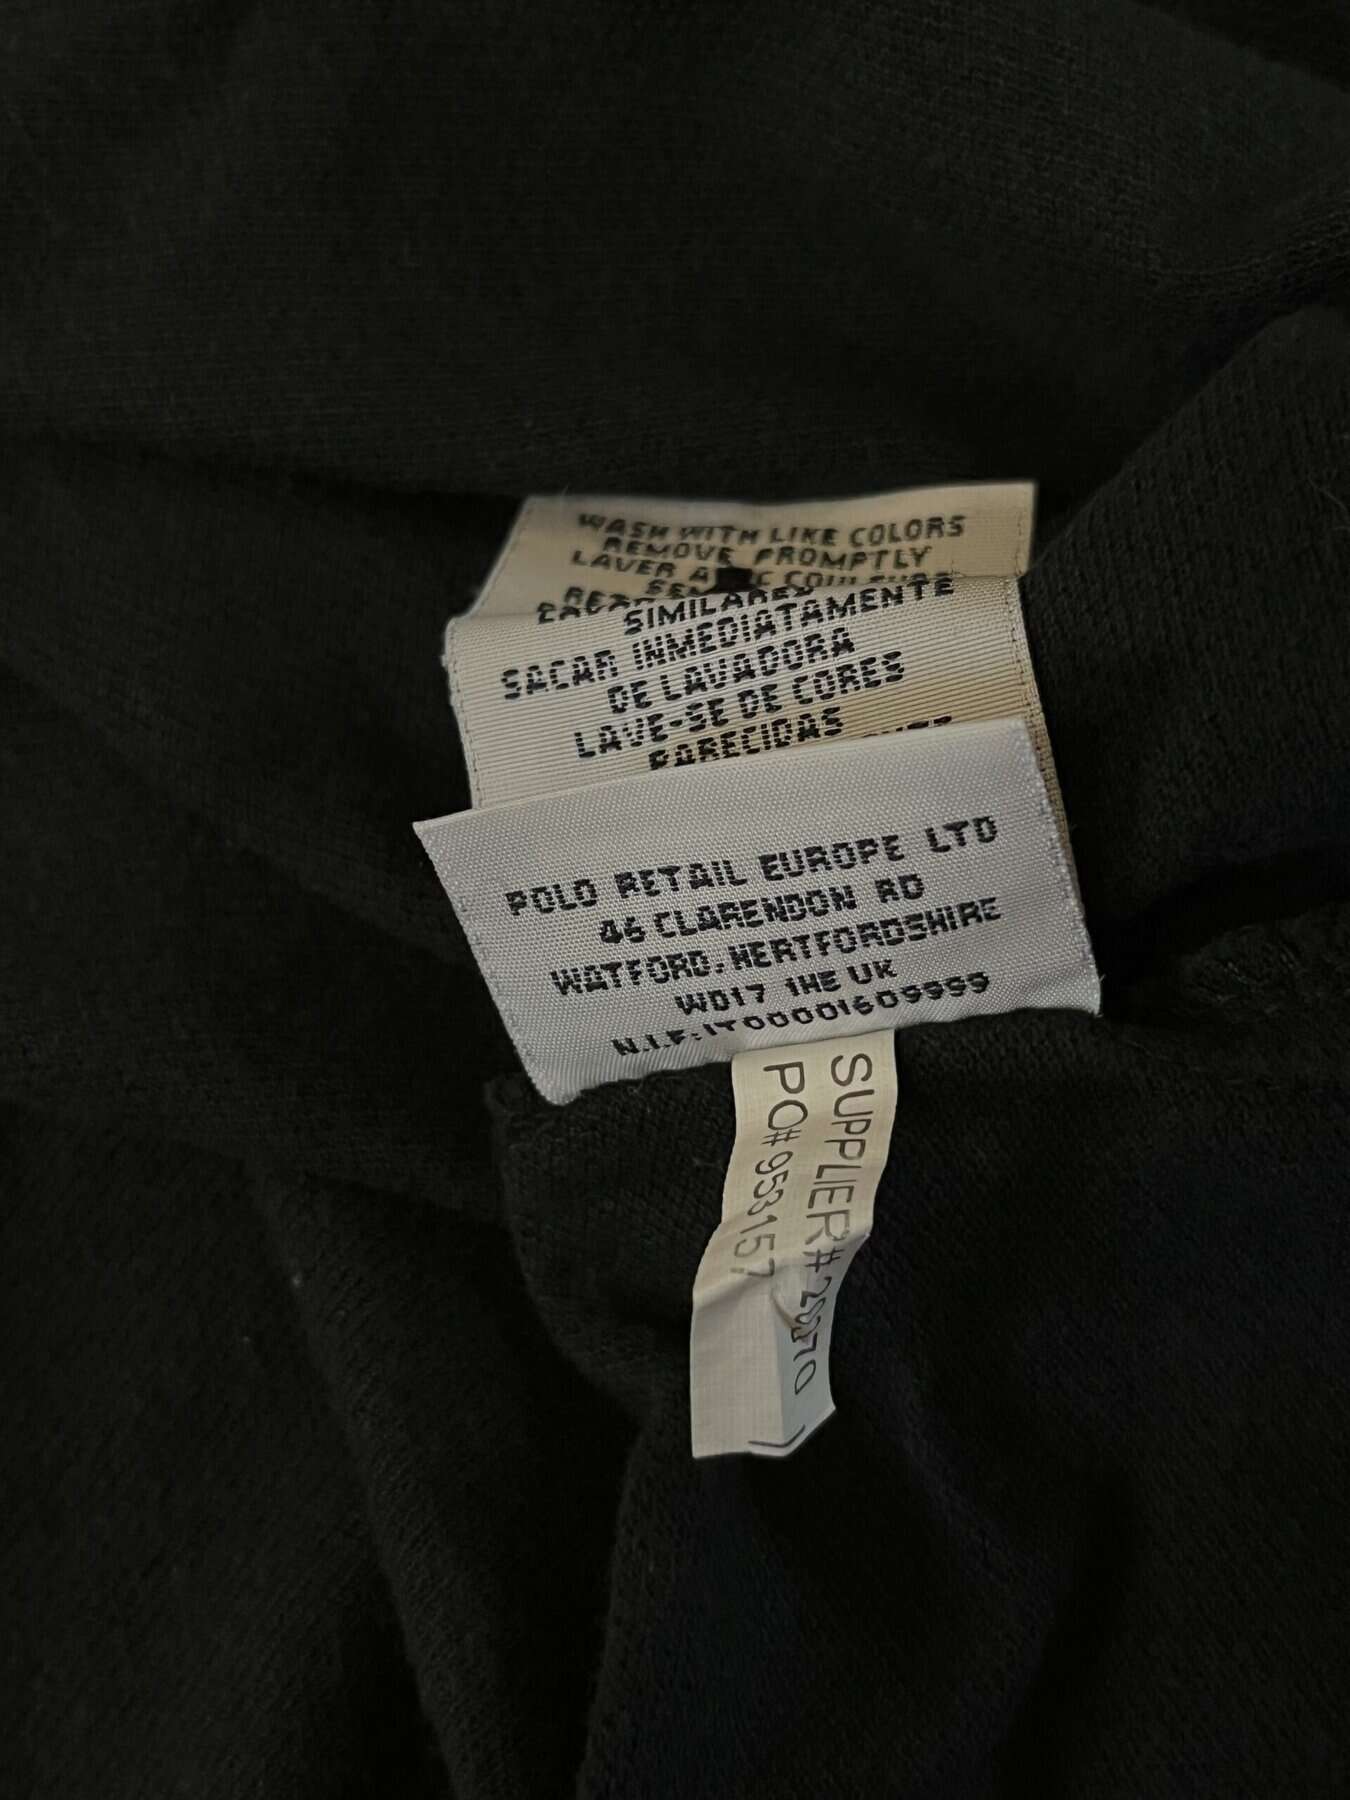 WASH WITH LIKE COLORS
REMOVE PROMPTLY
LAVER
SIMILARES
SACAR INMEDIATAMENTE
DE LAVADORA
LAVE-SE DE CORES
PARECIDAS
POLO RETAIL EUROPE LTD
46 CLARENDON RD
WATFORD, HERTFORDSHIRE
WD17 1HE UK
N.I.F: IT00001609999
SUPPLIER#
PO# 953157